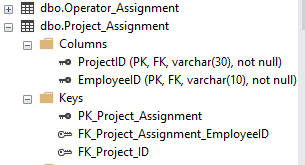 dbo.Operator_Assignment
dbo.Project_Assignment
Columns
ProjectID (PK, FK, varchar(30), not null)
EmployeeID (PK, FK, varchar(10), not null)
Keys
PK_Project_Assignment
FK_Project_Assignment_EmployeeID
FK_Project_ID